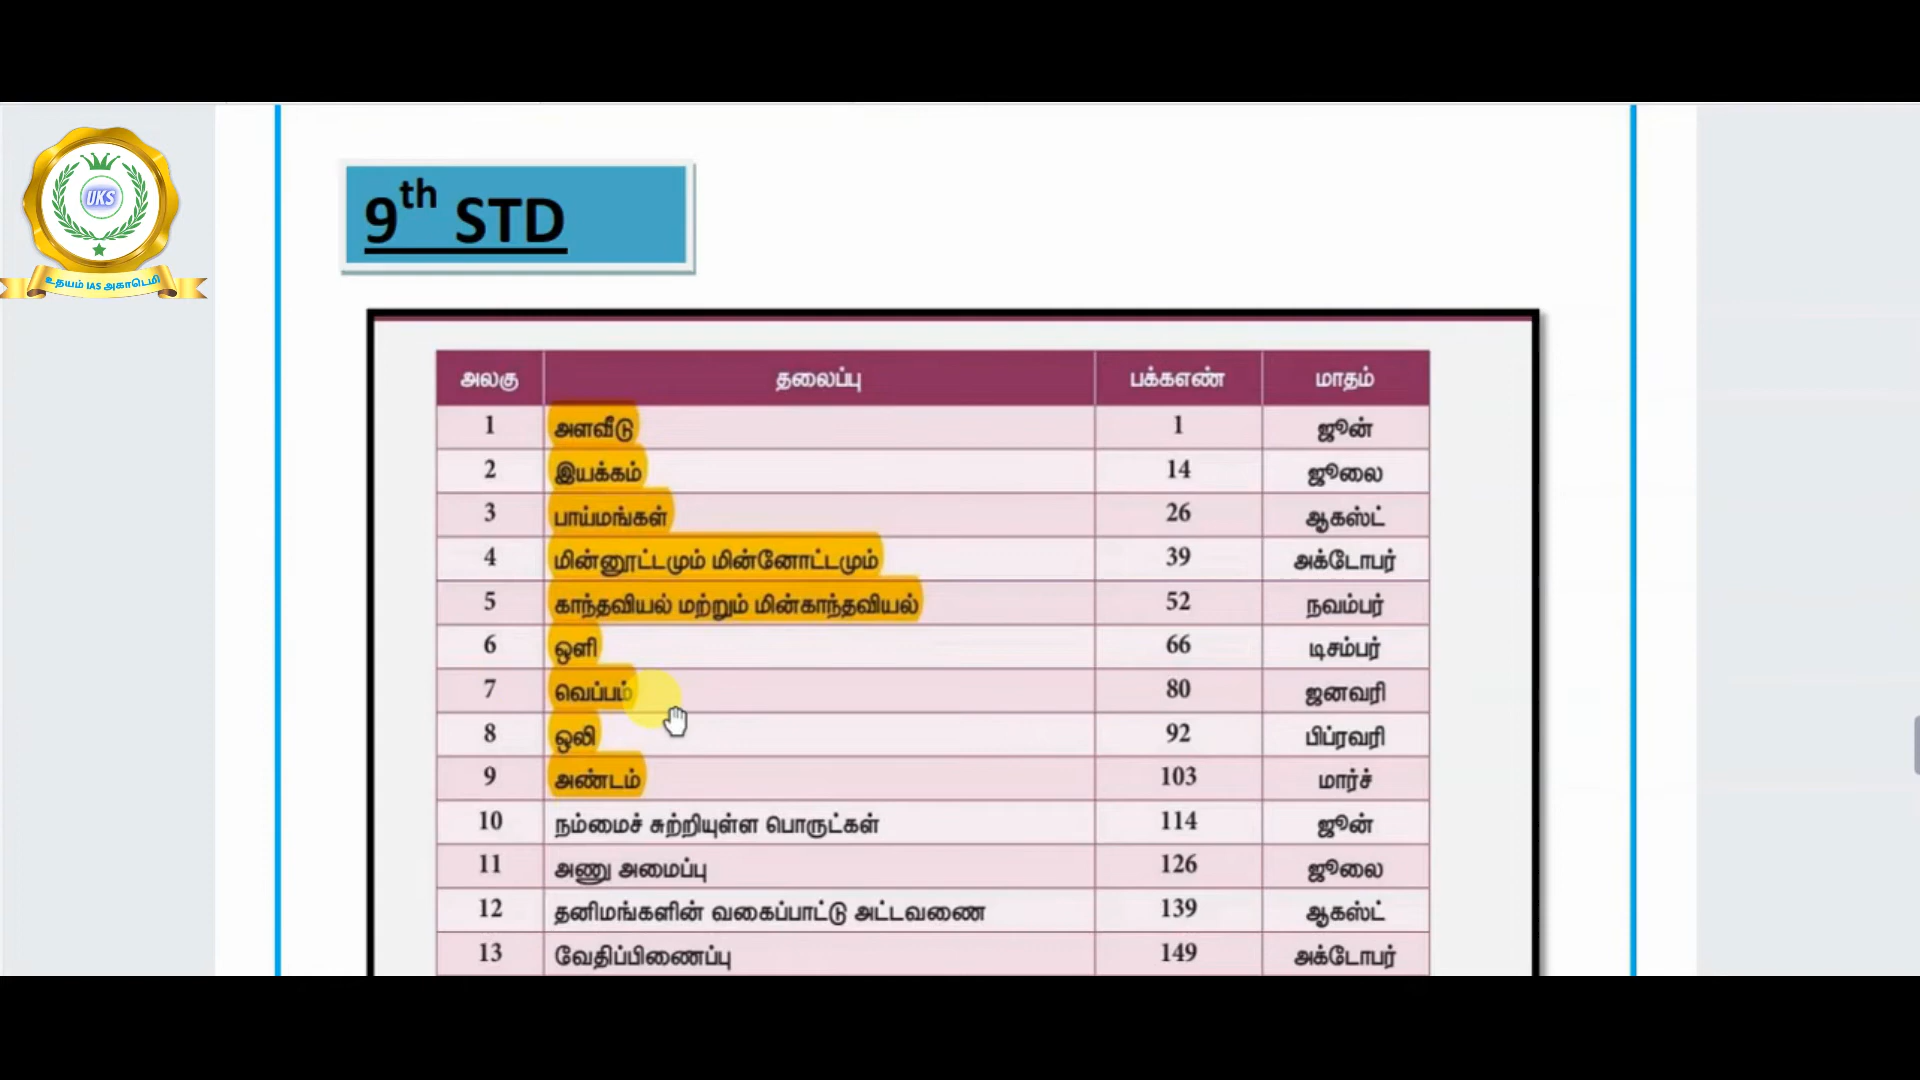 UKS
உதயம் IAS அகாடெமி
9th STD
அலகு தலைப்பு பக்கஎண் மாதம்
1 அளவீடு 1 ஜூன்
2 இயக்கம் 14 ஜூலை
3 பாய்மங்கள் 26 ஆகஸ்ட்
4 மின்னூட்டமும் மின்னோட்டமும் 39 அக்டோபர்
5 காந்தவியல் மற்றும் மின்காந்தவியல் 52 நவம்பர்
6 ஒளி 66 டிசம்பர்
7 வெப்பம் 80 ஜனவரி
8 ஒலி 92 பிப்ரவரி
9 அண்டம் 103 மார்ச்
10 நம்மைச் சுற்றியுள்ள பொருட்கள் 114 ஜூன்
11 அணு அமைப்பு 126 ஜூலை
12 தனிமங்களின் வகைப்பாட்டு அட்டவணை 139 ஆகஸ்ட்
13 வேதிப்பிணைப்பு 149 அக்டோபர்